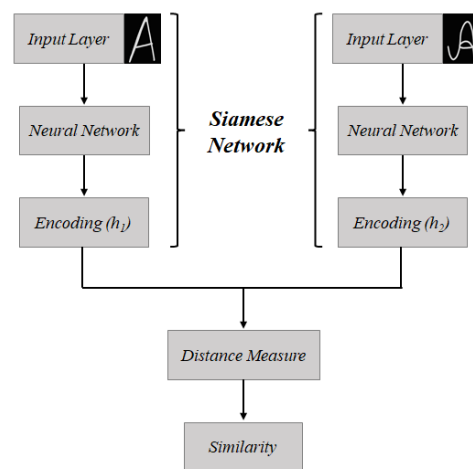 Input Layer A
Input Layer
Neural Network
Siamese
Network
Neural Network
Encoding (h₁)
Encoding (h₂)
Distance Measure
Similarity